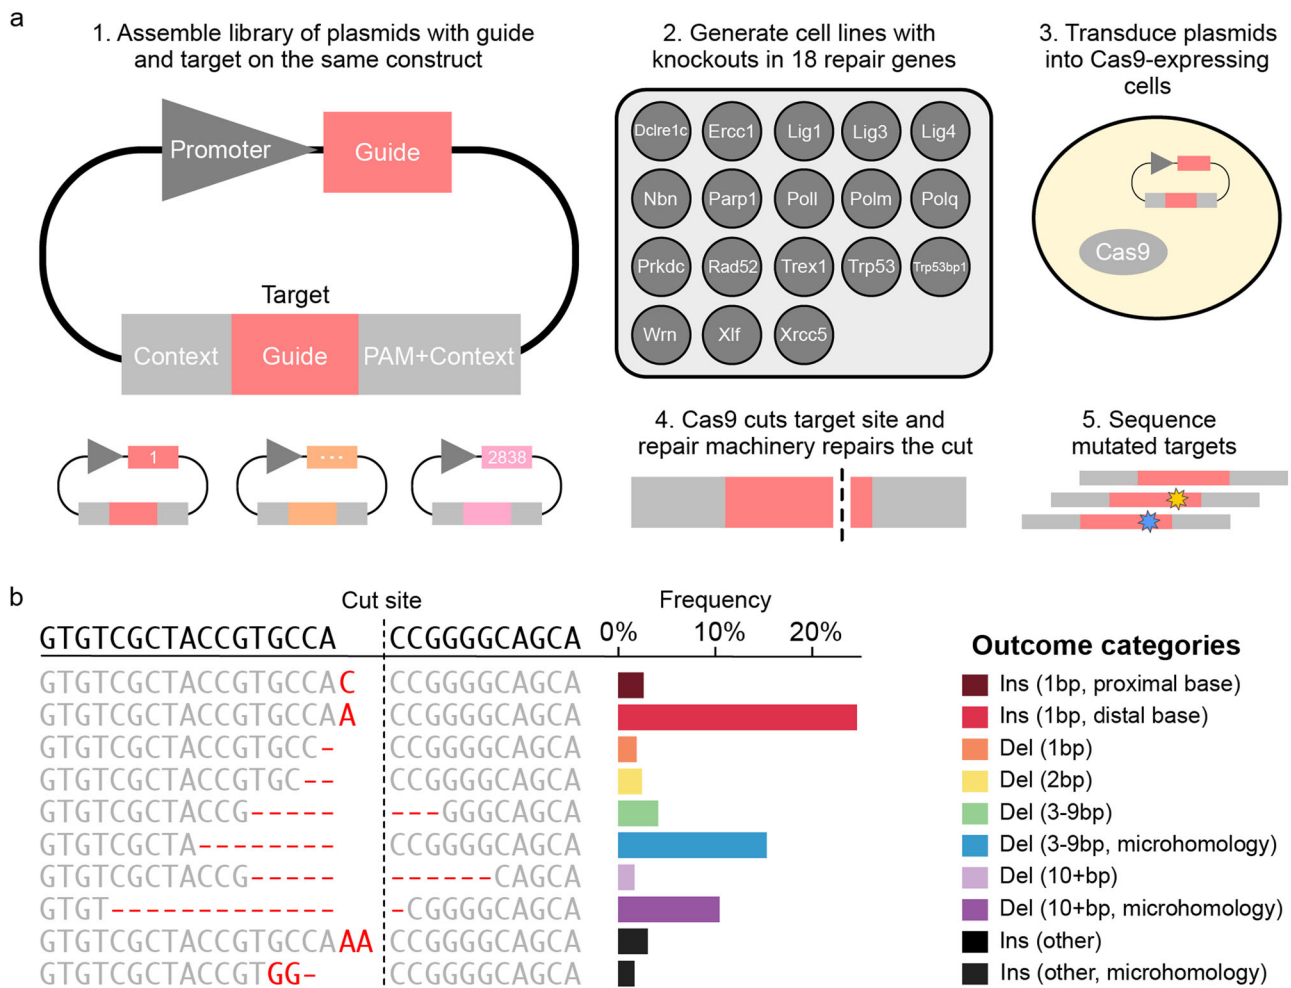 a
1. Assemble library of plasmids with guide
and target on the same construct
Promoter
Guide
Target
Context
Guide
PAM+Context
1
...
2838
2. Generate cell lines with
knockouts in 18 repair genes
Dclre1c Ercc1 Lig1 Lig3 Lig4
Nbn Parp1 Poll Polm Polq
Prkdc Rad52 Trex1 Trp53 Trp53bp1
Wrn Xlf Xrcc5
3. Transduce plasmids
into Cas9-expressing
cells
Cas9
4. Cas9 cuts target site and
repair machinery repairs the cut
5. Sequence
mutated targets
b
Cut site
Frequency
GTGTCGCTACCGTGCCA CCGGGGCAGCA
0% 10% 20%
GTGTCGCTACCGTGCCAC CCGGGGCAGCA
GTGTCGCTACCGTGCCAA CCGGGGCAGCA
GTGTCGCTACCGTGCC- CCGGGGCAGCA
GTGTCGCTACCGTGC-- CCGGGGCAGCA
GTGTCGCTACCG----- ---GGGCAGCA
GTGTCGCTA-------- CCGGGGCAGCA
GTGTCGCTACCG----- ------CAGCA
GTGT------------- -CGGGGCAGCA
GTGTCGCTACCGTGCCAAA CCGGGGCAGCA
GTGTCGCTACCGTGG- CCGGGGCAGCA
Outcome categories
Ins (1bp, proximal base)
Ins (1bp, distal base)
Del (1bp)
Del (2bp)
Del (3-9bp)
Del (3-9bp, microhomology)
Del (10+bp)
Del (10+bp, microhomology)
Ins (other)
Ins (other, microhomology)